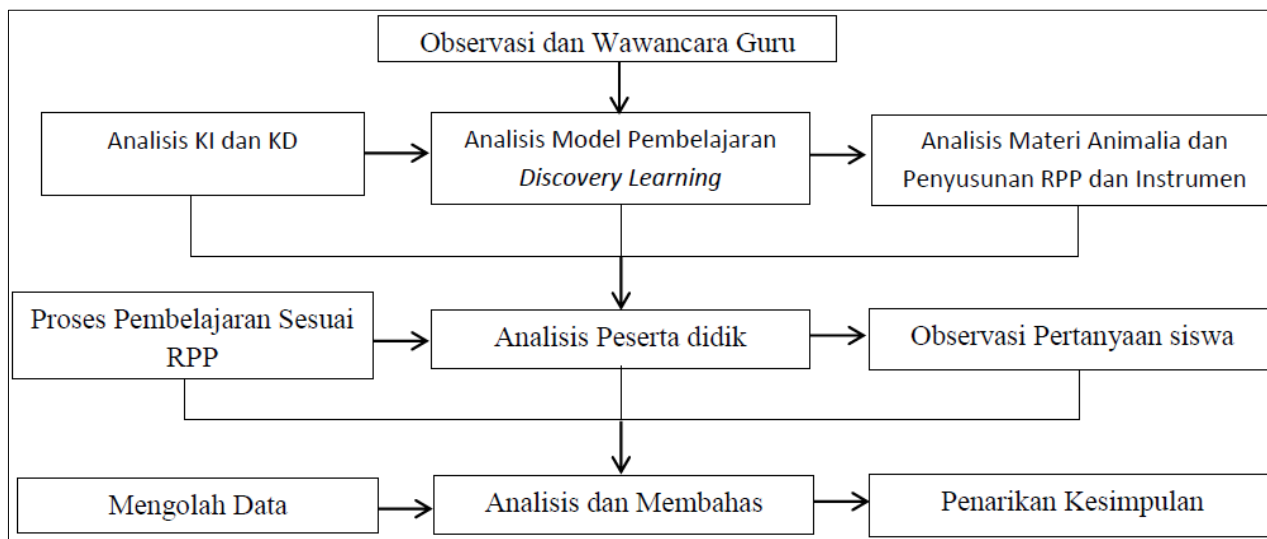 Observasi dan Wawancara Guru
Analisis KI dan KD
Analisis Model Pembelajaran
Discovery Learning
Analisis Materi Animalia dan
Penyusunan RPP dan Instrumen
Proses Pembelajaran Sesuai
RPP
Analisis Peserta didik
Observasi Pertanyaan siswa
Mengolah Data
Analisis dan Membahas
Penarikan Kesimpulan